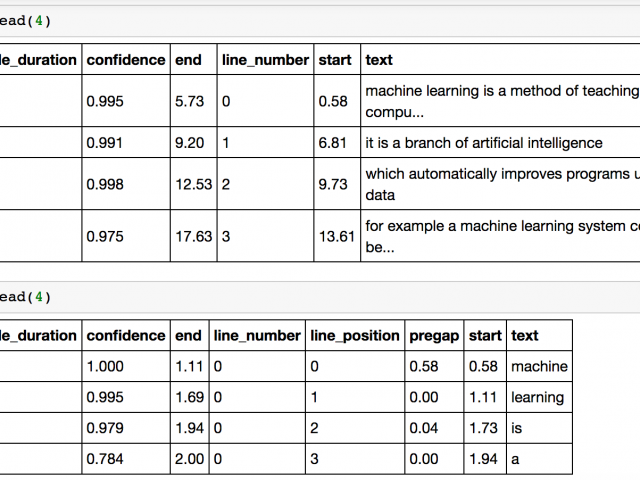 ead(4)
le_duration confidence end line_number start text
0.995 5.73 0 0.58 machine learning is a method of teaching compu...
0.991 9.20 1 6.81 it is a branch of artificial intelligence
0.998 12.53 2 9.73 which automatically improves programs u data
0.975 17.63 3 13.61 for example a machine learning system co be...
ead(4)
le_duration confidence end line_number line_position pregap start text
1.000 1.11 0 0 0.58 0.58 machine
0.995 1.69 0 1 0.00 1.11 learning
0.979 1.94 0 2 0.04 1.73 is
0.784 2.00 0 3 0.00 1.94 a